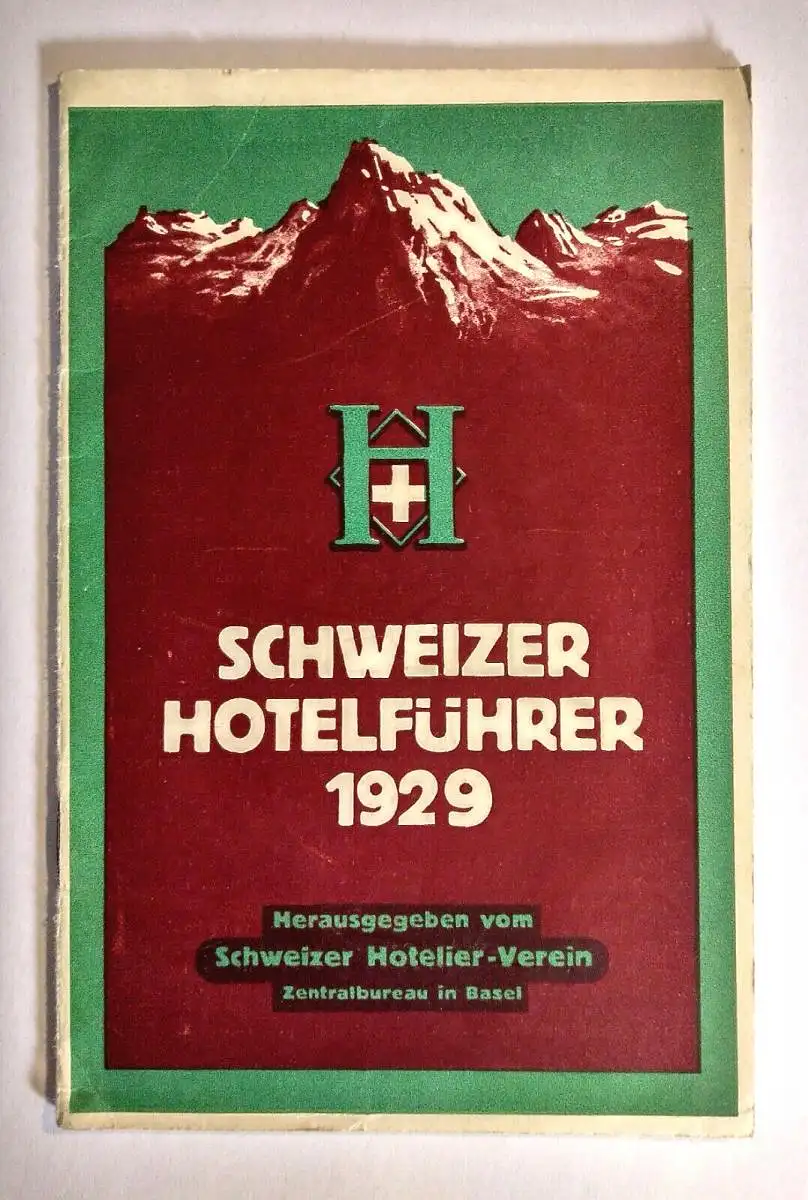 H
SCHWEIZER
HOTELFÜHRER
1929
Herausgegeben vom
Schweizer Hotelier-Verein
Zentralbureau in Basel